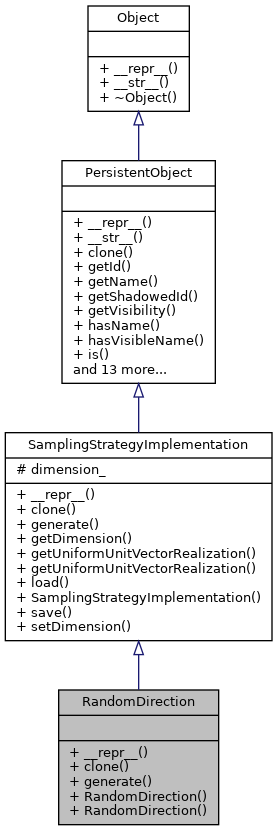 Object
+ __repr__()
+ __str__()
+ ~Object()
PersistentObject
+ __repr__()
+ __str__()
+ clone()
+ getId()
+ getName()
+ getShadowedId()
+ getVisibility()
+ hasName()
+ hasVisibleName()
+ is()
and 13 more...
SamplingStrategyImplementation
# dimension_
+ __repr__()
+ clone()
+ generate()
+ getDimension()
+ getUniformUnitVectorRealization()
+ getUniformUnitVectorRealization()
+ load()
+ SamplingStrategyImplementation()
+ save()
+ setDimension()
RandomDirection
+ __repr__()
+ clone()
+ generate()
+ RandomDirection()
+ RandomDirection()